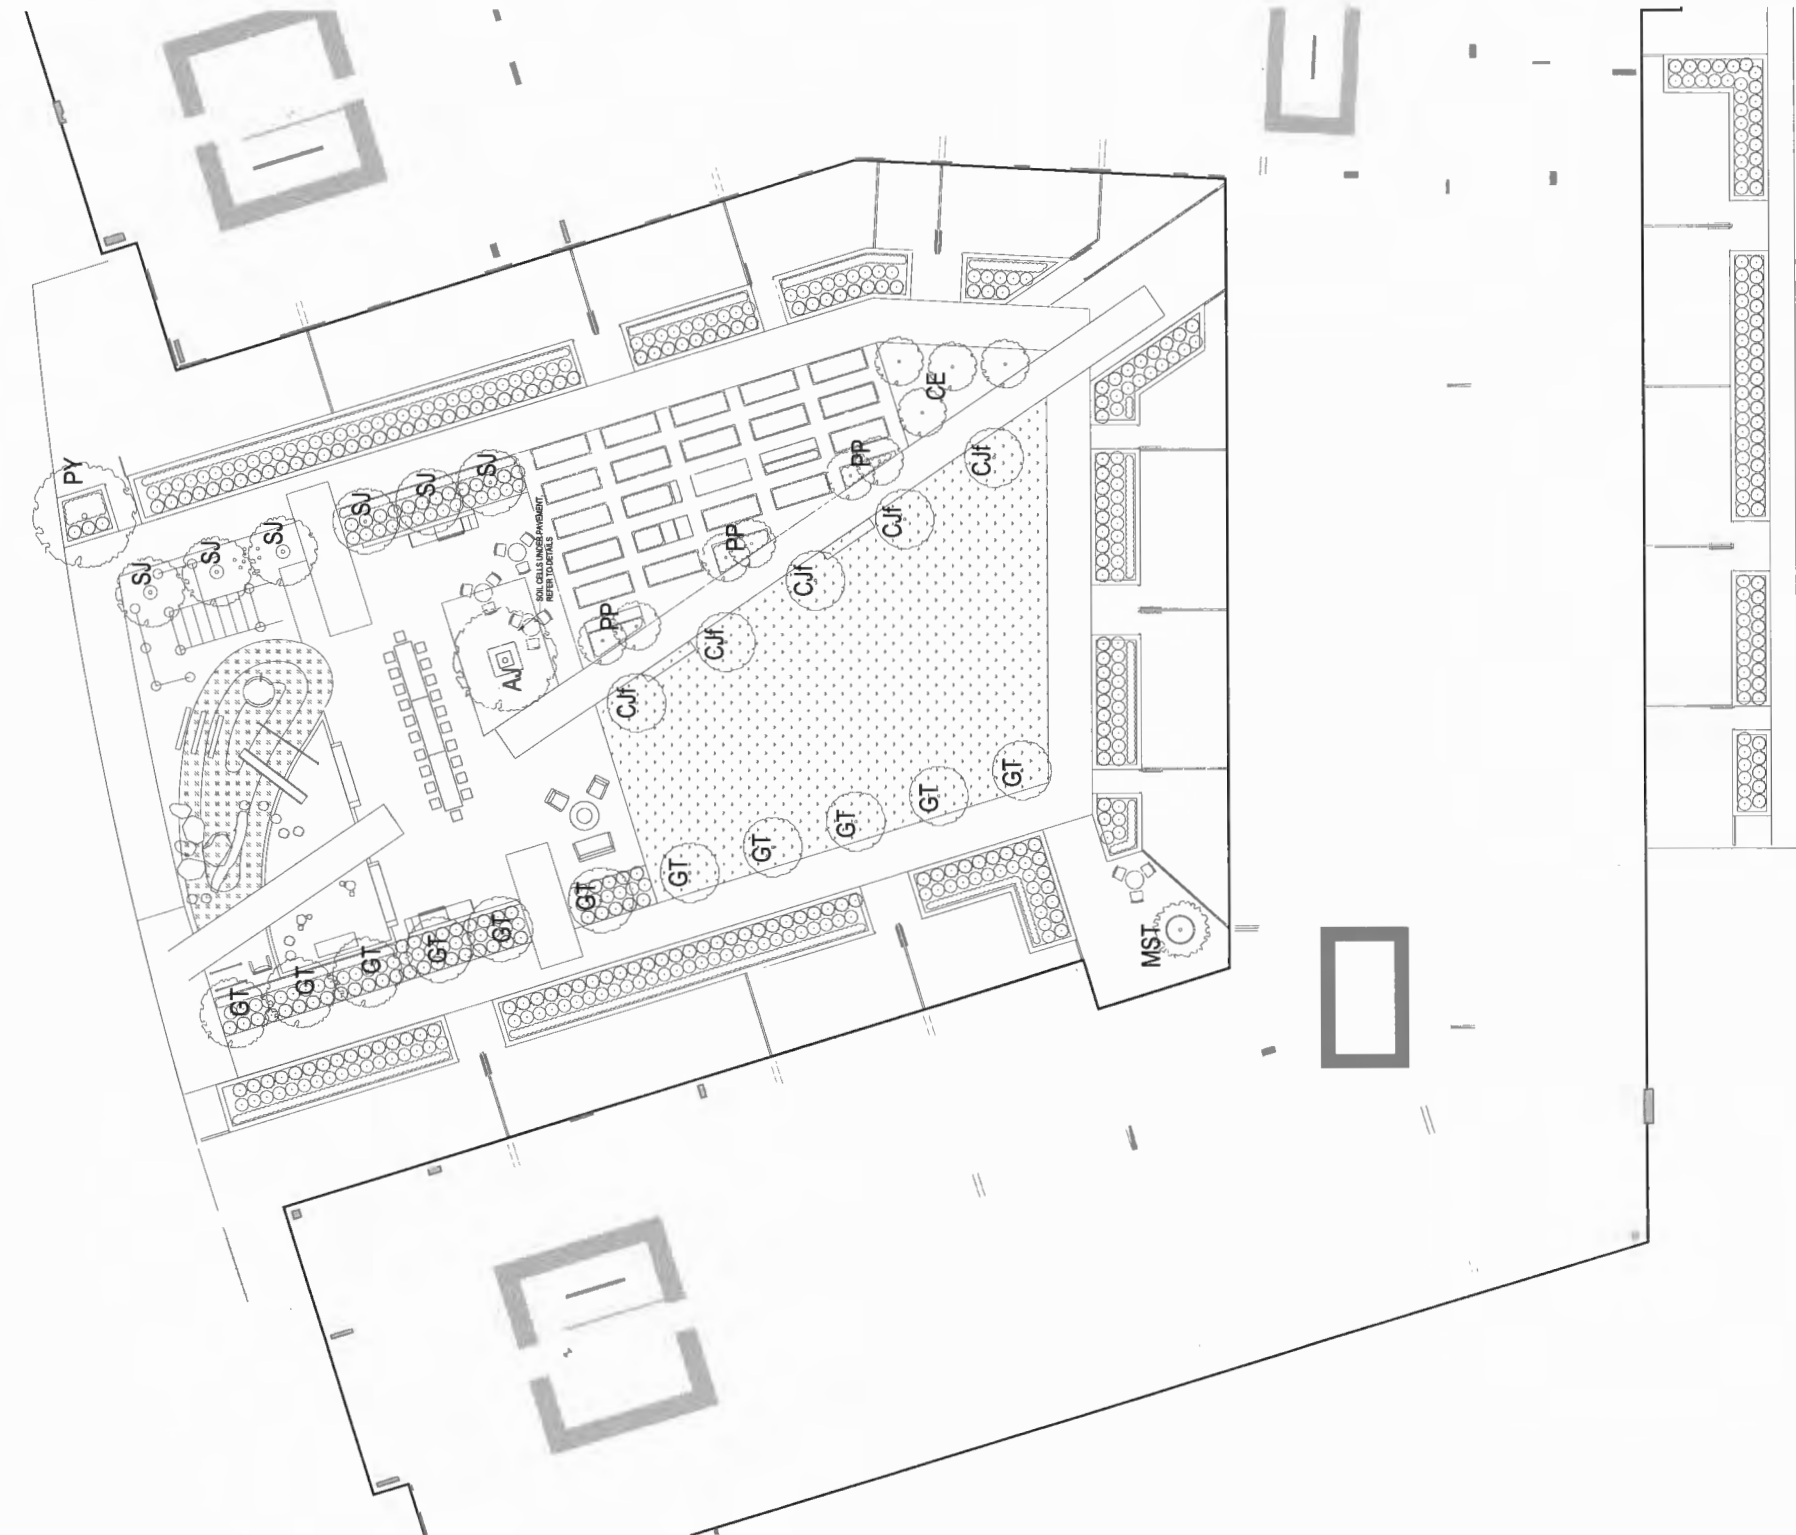 CE
PP
CJf
PY
SJ
SJ
SJ
CJf
SJ
SJ
SJ
SOIL CELLS UNDER PAVEMENT,
REFER TO DETAILS
PP
CJf
PP
CJf
AJ
CJf
GT
GT
GT
GT
GT
GT
GT
GT
GT
GT
GT
MST